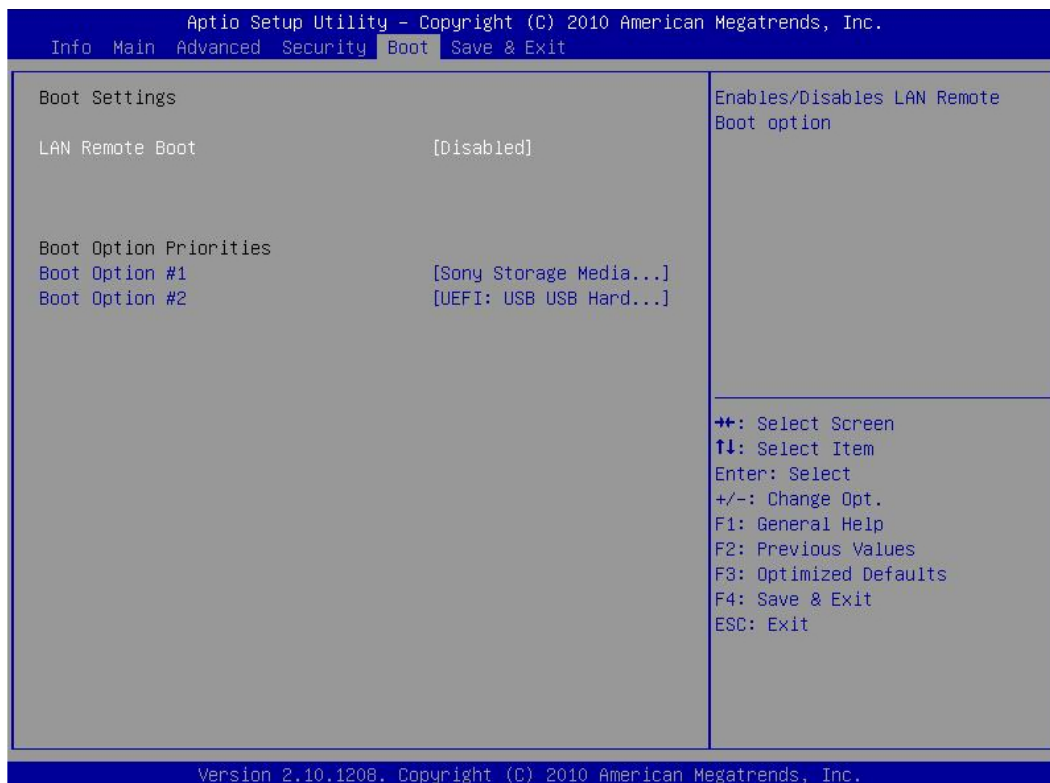 Aptio Setup Utility – Copyright (C) 2010 American Megatrends, Inc.
Info Main Advanced Security Boot Save & Exit
Boot Settings
LAN Remote Boot [Disabled]
Boot Option Priorities
Boot Option #1 [Sony Storage Media...]
Boot Option #2 [UEFI: USB USB Hard...]
Enables/Disables LAN Remote
Boot option
→←: Select Screen
↑↓: Select Item
Enter: Select
+/-: Change Opt.
F1: General Help
F2: Previous Values
F3: Optimized Defaults
F4: Save & Exit
ESC: Exit
Version 2.10.1208. Copyright (C) 2010 American Megatrends, Inc.